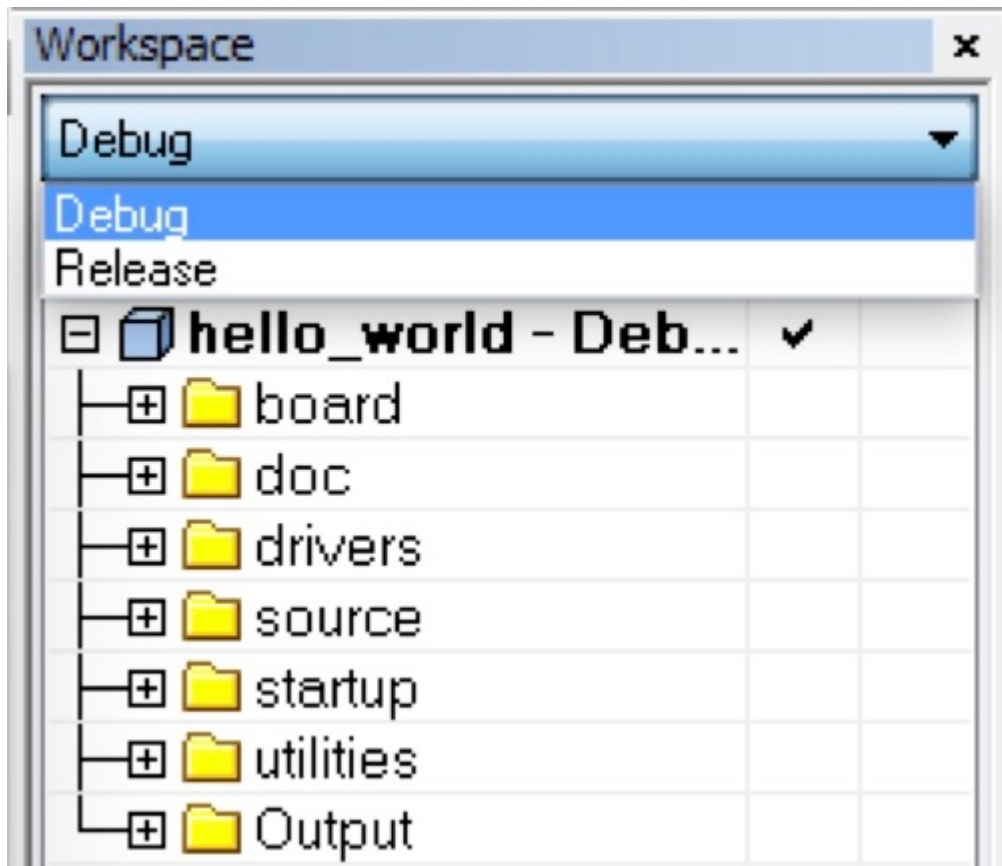 Workspace
Debug
Debug
Release
hello_world - Deb...
board
doc
drivers
source
startup
utilities
Output